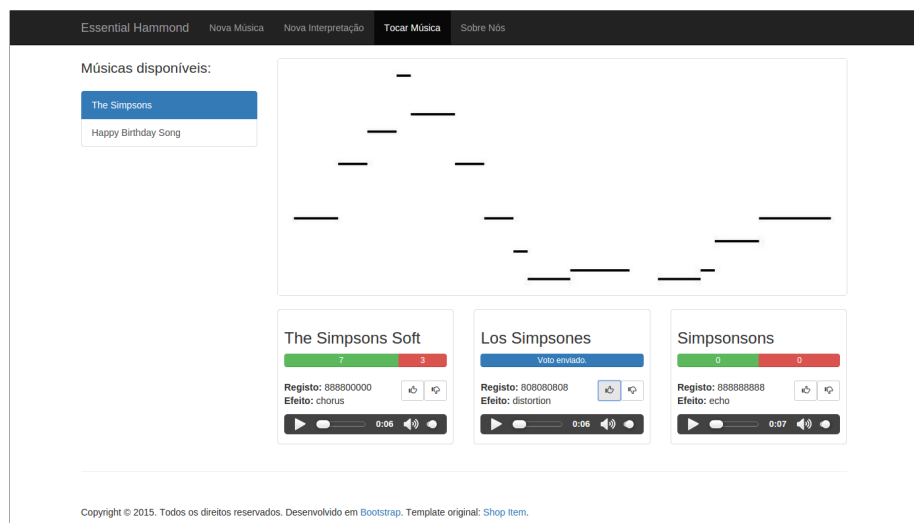 Essential Hammond Nova Música Nova Interpretação Tocar Música Sobre Nós
Músicas disponíveis:
The Simpsons
Happy Birthday Song
The Simpsons Soft
7 3
Registo: 888800000
Efeito: chorus
0:06
Los Simpsones
Voto enviado.
Registo: 808080808
Efeito: distortion
0:06
Simpsonsons
0 0
Registo: 888888888
Efeito: echo
0:07
Copyright © 2015. Todos os direitos reservados. Desenvolvido em Bootstrap. Template original: Shop Item.